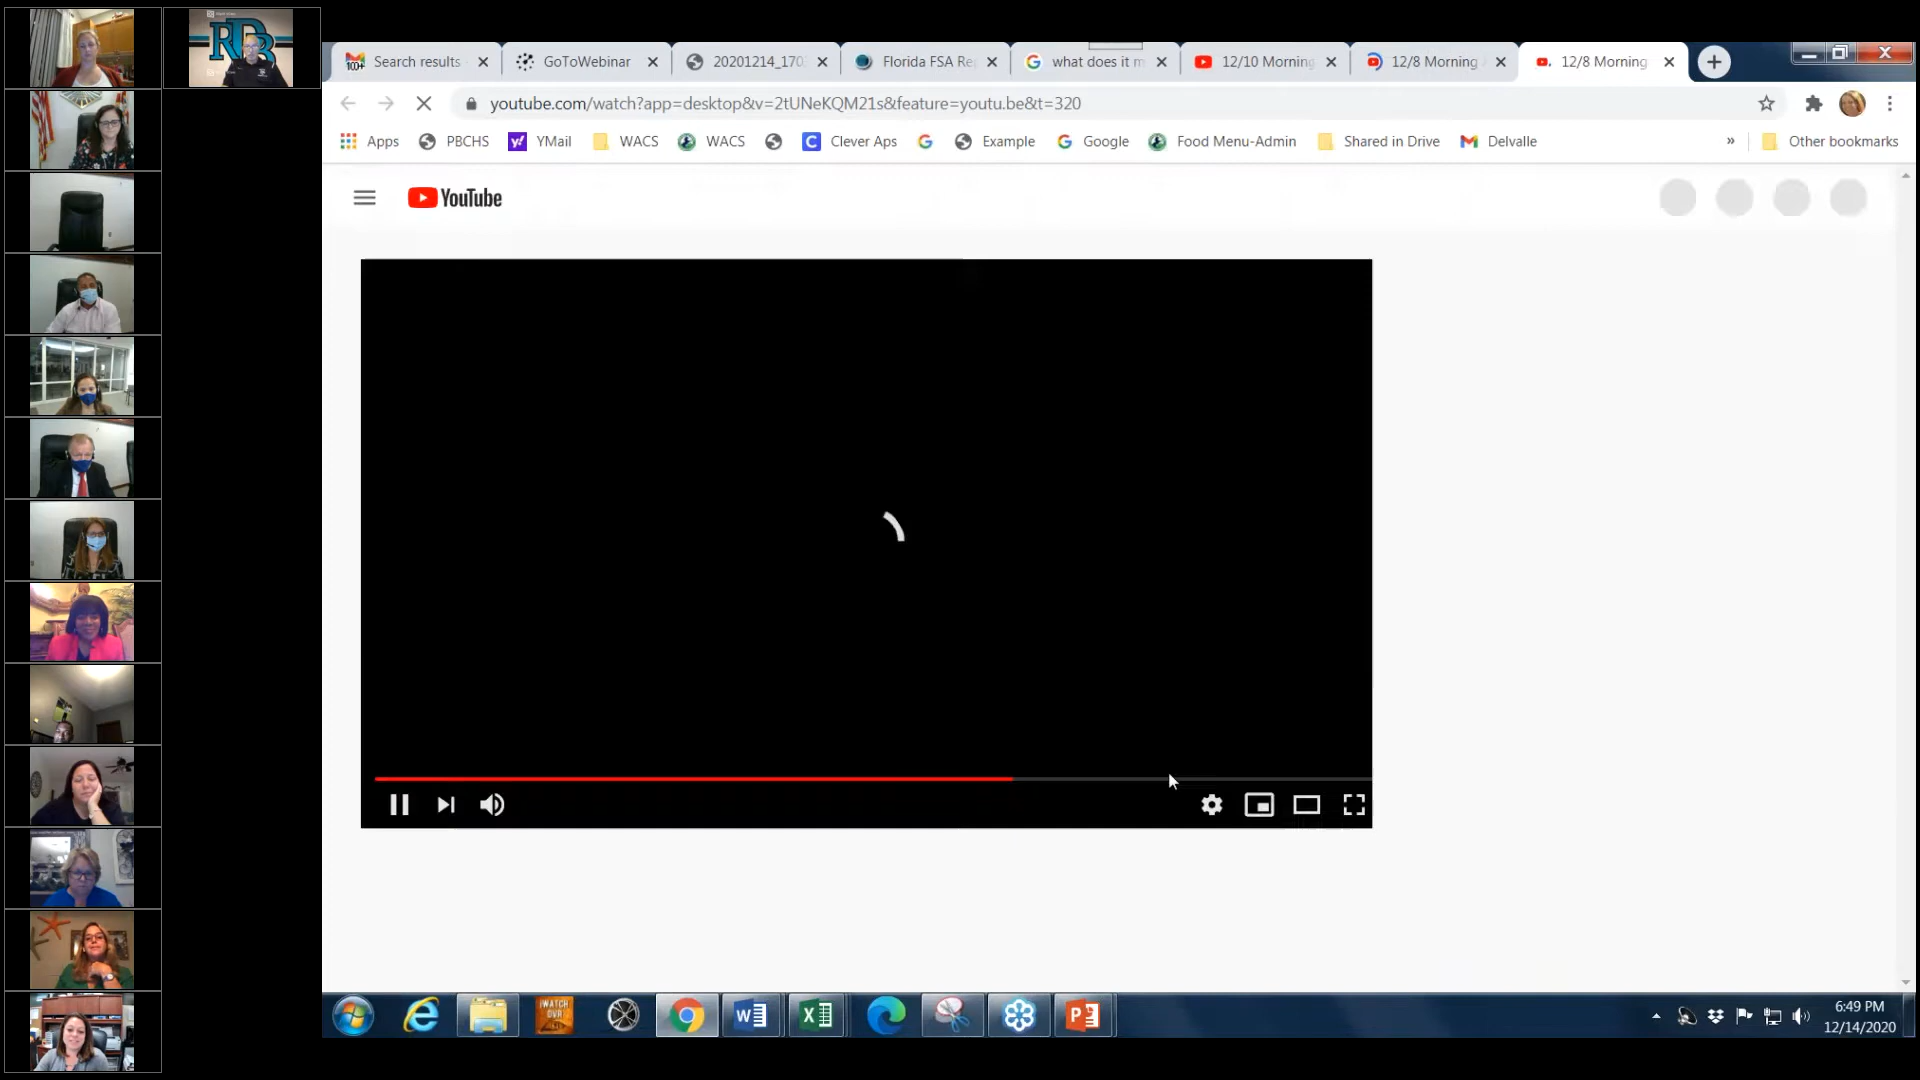 RDB
Search results
GoToWebinar
20201214_170
Florida FSA Re
what does it m
12/10 Morning
12/8 Morning
12/8 Morning
youtube.com/watch?app=desktop&v=2tUNeKQM21s&feature=youtu.be&t=320
Apps
PBCHS
YMail
WACS
WACS
Clever Aps
Example
Google
Food Menu-Admin
Shared in Drive
Delvalle
»
Other bookmarks
YouTube
6:49 PM
12/14/2020